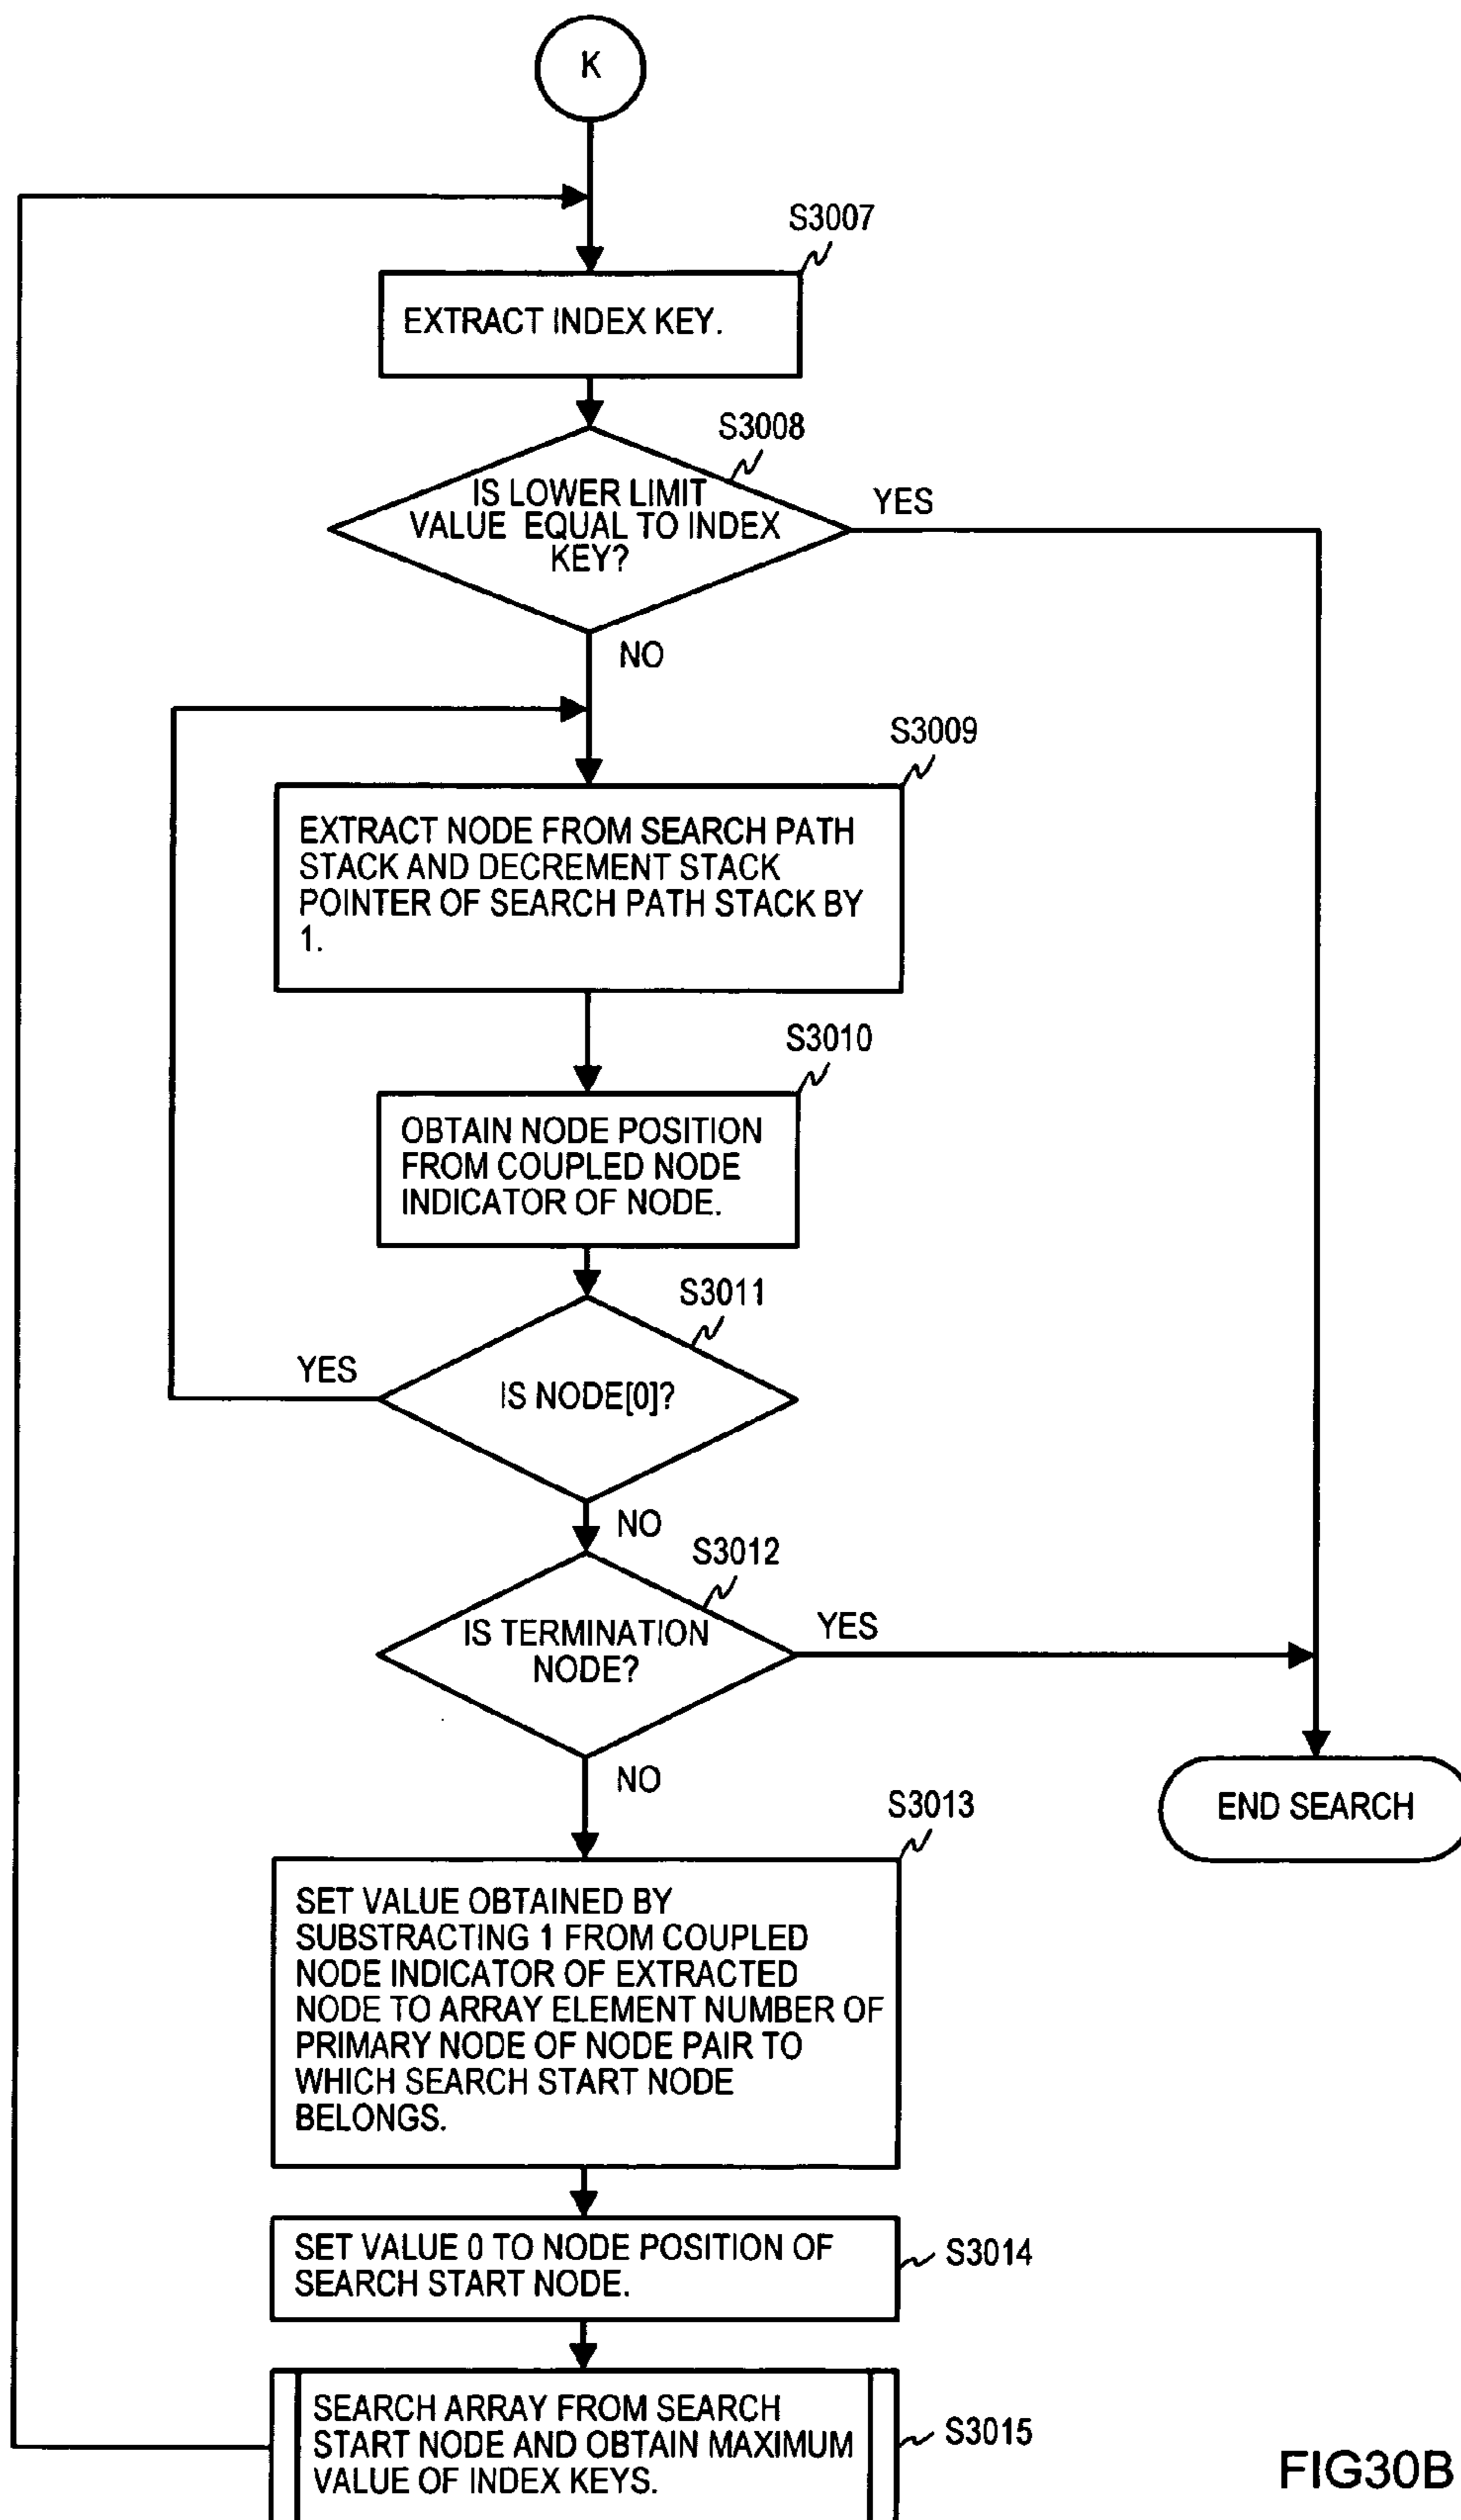 K
S3007
EXTRACT INDEX KEY.
S3008
IS LOWER LIMIT
VALUE EQUAL TO INDEX
KEY?
YES
NO
S3009
EXTRACT NODE FROM SEARCH PATH
STACK AND DECREMENT STACK
POINTER OF SEARCH PATH STACK BY
1.
S3010
OBTAIN NODE POSITION
FROM COUPLED NODE
INDICATOR OF NODE.
S3011
YES
IS NODE[0]?
NO
S3012
IS TERMINATION
NODE?
YES
NO
END SEARCH
S3013
SET VALUE OBTAINED BY
SUBSTRACTING 1 FROM COUPLED
NODE INDICATOR OF EXTRACTED
NODE TO ARRAY ELEMENT NUMBER OF
PRIMARY NODE OF NODE PAIR TO
WHICH SEARCH START NODE
BELONGS.
SET VALUE 0 TO NODE POSITION OF
SEARCH START NODE.
S3014
SEARCH ARRAY FROM SEARCH
START NODE AND OBTAIN MAXIMUM
VALUE OF INDEX KEYS.
S3015
FIG30B